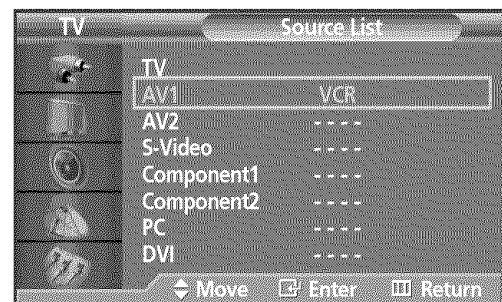 TV Source List
TV
AV1 VCR
AV2 - - - -
S-Video - - - -
Component1 - - - -
Component2 - - - -
PC - - - -
DVI - - - -
Move Enter Return